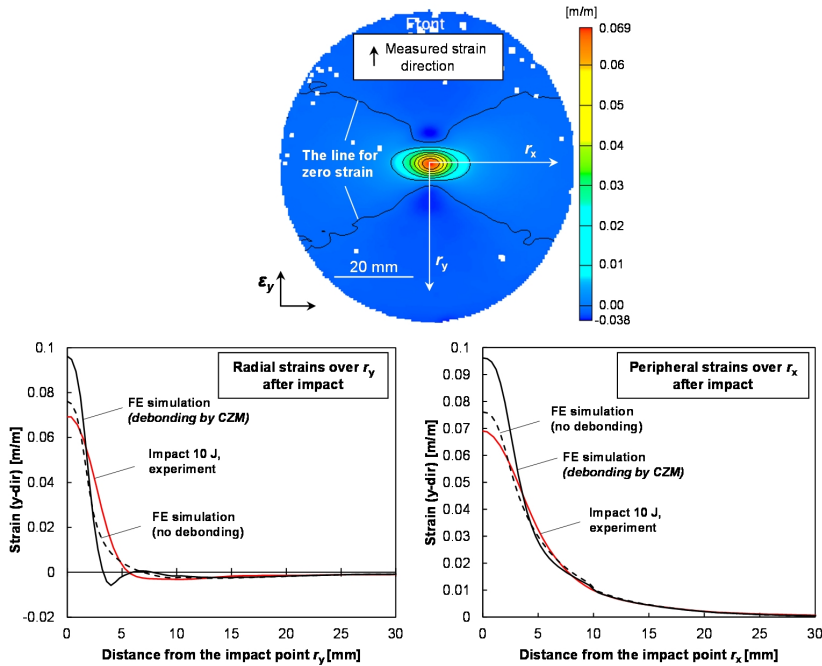 Front
[m/m]
Measured strain
direction
0.069
0.06
0.05
0.04
0.03
0.02
0.01
0.00
-0.038
The line for
zero strain
rx
ry
20 mm
εy
Radial strains over ry
after impact
FE simulation
(debonding by CZM)
Impact 10 J,
experiment
FE simulation
(no debonding)
Strain (y-dir) [m/m]
0.1
0.08
0.06
0.04
0.02
0
-0.02
0 5 10 15 20 25 30
Distance from the impact point ry [mm]
Peripheral strains over rx
after impact
FE simulation
(no debonding)
FE simulation
(debonding by CZM)
Impact 10 J,
experiment
Strain (y-dir) [m/m]
0.1
0.09
0.08
0.07
0.06
0.05
0.04
0.03
0.02
0.01
0
0 5 10 15 20 25 30
Distance from the impact point rx [mm]